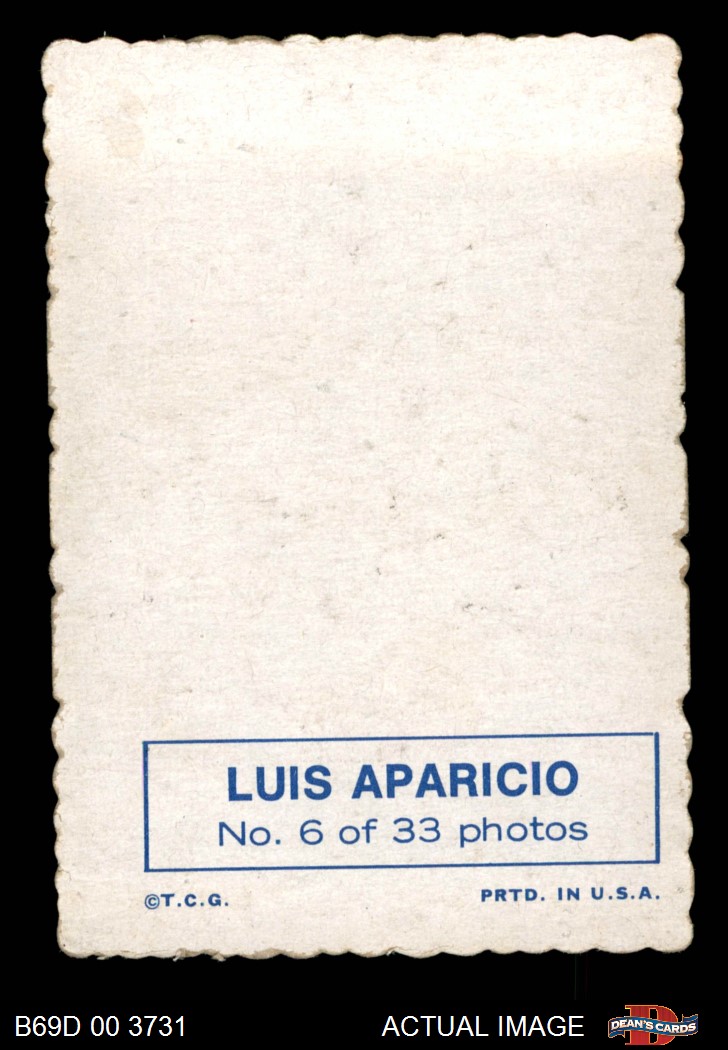 LUIS APARICIO
No. 6 of 33 photos
©T.C.G. PRTD. IN U.S.A.
B69D 00 3731 ACTUAL IMAGE DEAN'S CARDS